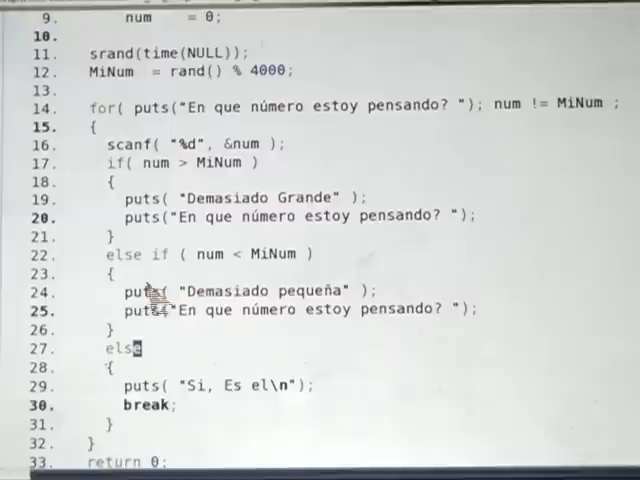 9. num = 0;
10.
11. srand(time(NULL));
12. MiNum = rand() % 4000;
13.
14. for( puts("En que número estoy pensando? "); num != MiNum ;
15. {
16. scanf( "%d", &num );
17. if( num > MiNum )
18. {
19. puts( "Demasiado Grande" );
20. puts("En que número estoy pensando? ");
21. }
22. else if ( num < MiNum )
23. {
24. puts( "Demasiado pequeña" );
25. puts("En que número estoy pensando? ");
26. }
27. else
28. {
29. puts( "Si, Es el\n");
30. break;
31. }
32. }
33. return 0;